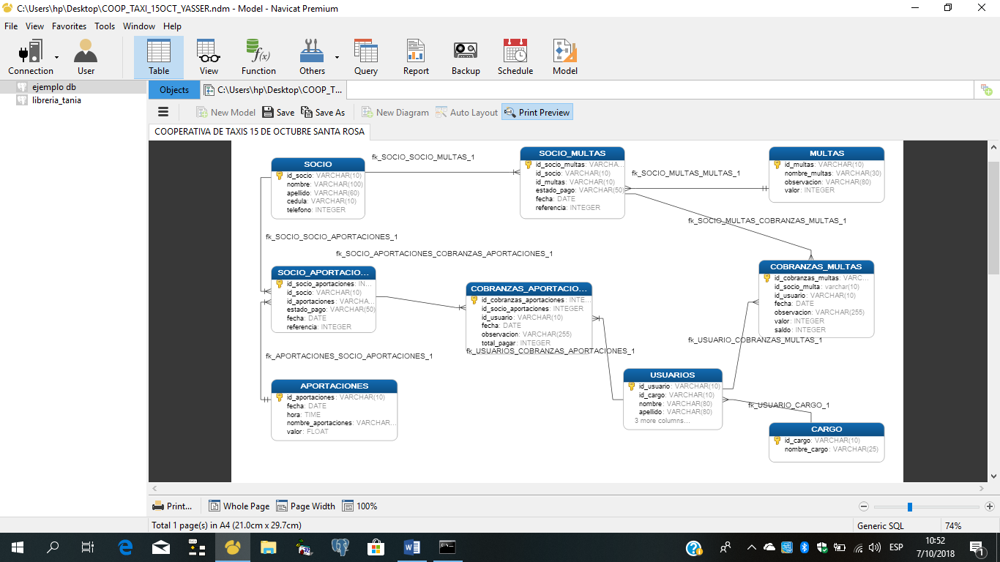 C:\Users\hp\Desktop\COOP_TAXI_15OCT_YASSER.ndm - Model - Navicat Premium
File View Favorites Tools Window Help
Connection User Table View Function Others Query Report Backup Schedule Model
f(x)
ejemplo db
libreria_tania
Objects C:\Users\hp\Desktop\COOP_T...
New Model Save Save As New Diagram Auto Layout Print Preview
COOPERATIVA DE TAXIS 15 DE OCTUBRE SANTA ROSA
SOCIO
id_socio: VARCHAR(10)
nombre: VARCHAR(100)
apellido: VARCHAR(60)
cedula: VARCHAR(10)
telefono: INTEGER
fk_SOCIO_SOCIO_MULTAS_1
SOCIO_MULTAS
id_socio_multas: VARCHA...
id_socio: VARCHAR(10)
id_multas: VARCHAR(10)
estado_pago: VARCHAR(50)
fecha: DATE
referencia: INTEGER
fk_SOCIO_MULTAS_MULTAS_1
MULTAS
id_multas: VARCHAR(10)
nombre_multas: VARCHAR(30)
observacion: VARCHAR(80)
valor: INTEGER
fk_SOCIO_MULTAS_COBRANZAS_MULTAS_1
fk_SOCIO_SOCIO_APORTACIONES_1
fk_SOCIO_APORTACIONES_COBRANZAS_APORTACIONES_1
SOCIO_APORTACIO...
id_socio_aportaciones: IN...
id_socio: VARCHAR(10)
id_aportaciones: VARCHA...
estado_pago: VARCHAR(50)
fecha: DATE
referencia: INTEGER
COBRANZAS_APORTACIO...
id_cobranzas_aportaciones: INTE...
id_socio_aportaciones: INTEGER
id_usuario: VARCHAR(10)
fecha: DATE
observacion: VARCHAR(255)
total_pagar: INTEGER
COBRANZAS_MULTAS
id_cobranzas_multas: VARC...
id_socio_multa: varchar(10)
id_usuario: VARCHAR(10)
fecha: DATE
observacion: VARCHAR(255)
valor: INTEGER
saldo: INTEGER
fk_USUARIO_COBRANZAS_MULTAS_1
fk_USUARIOS_COBRANZAS_APORTACIONES_1
fk_APORTACIONES_SOCIO_APORTACIONES_1
APORTACIONES
id_aportaciones: VARCHAR(10)
fecha: DATE
hora: TIME
nombre_aportaciones: VARCHAR...
valor: FLOAT
USUARIOS
id_usuario: VARCHAR(10)
id_cargo: VARCHAR(10)
nombre: VARCHAR(80)
apellido: VARCHAR(80)
3 more columns...
fk_USUARIO_CARGO_1
CARGO
id_cargo: VARCHAR(10)
nombre_cargo: VARCHAR(25)
Print... Whole Page Page Width 100%
Total 1 page(s) in A4 (21.0cm x 29.7cm) Generic SQL 74%
ESP
10:52
7/10/2018
1